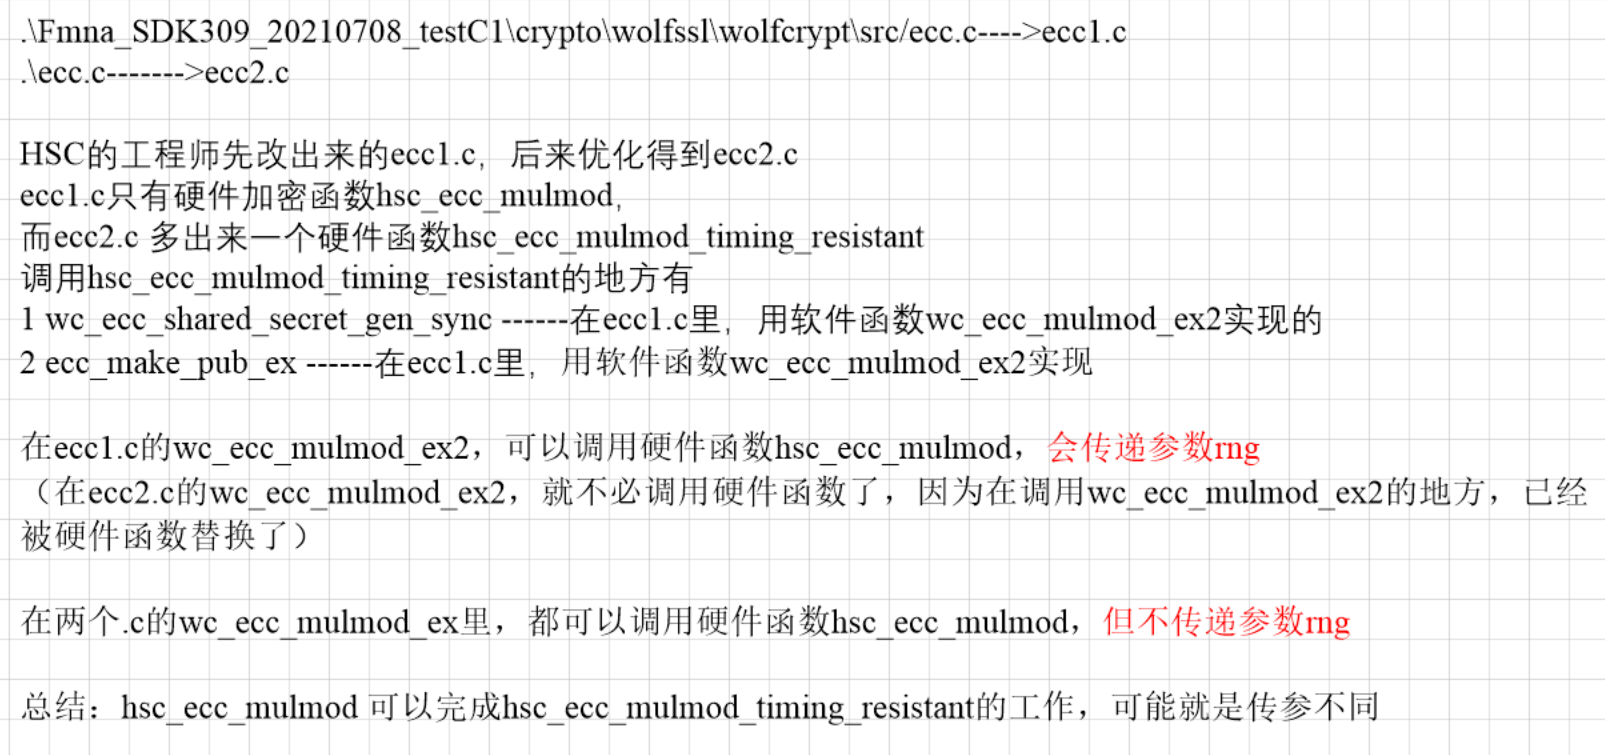 .\Fmna_SDK309_20210708_testC1\crypto\wolfssl\wolfcrypt\src/ecc.c---->ecc1.c
.\ecc.c------->ecc2.c
HSC的工程师先改出来的ecc1.c，后来优化得到ecc2.c
ecc1.c只有硬件加密函数hsc_ecc_mulmod，
而ecc2.c 多出来一个硬件函数hsc_ecc_mulmod_timing_resistant
调用hsc_ecc_mulmod_timing_resistant的地方有
1 wc_ecc_shared_secret_gen_sync ------在ecc1.c里，用软件函数wc_ecc_mulmod_ex2实现的
2 ecc_make_pub_ex ------在ecc1.c里，用软件函数wc_ecc_mulmod_ex2实现
在ecc1.c的wc_ecc_mulmod_ex2，可以调用硬件函数hsc_ecc_mulmod，会传递参数rng
（在ecc2.c的wc_ecc_mulmod_ex2，就不必调用硬件函数了，因为在调用wc_ecc_mulmod_ex2的地方，已经
被硬件函数替换了）
在两个.c的wc_ecc_mulmod_ex里，都可以调用硬件函数hsc_ecc_mulmod，但不传递参数rng
总结：hsc_ecc_mulmod 可以完成hsc_ecc_mulmod_timing_resistant的工作，可能就是传参不同